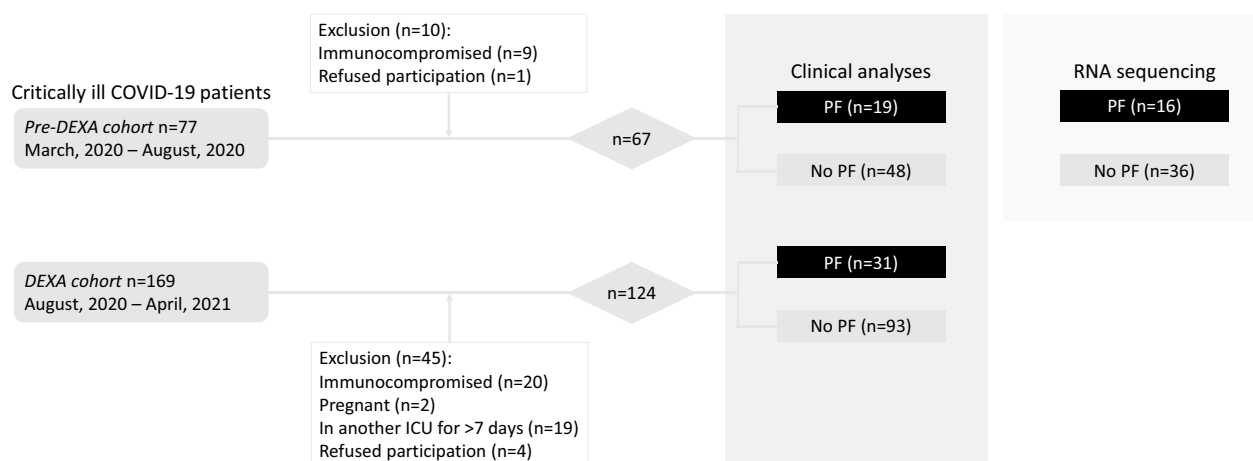 Exclusion (n=10):
Immunocompromised (n=9)
Refused participation (n=1)
Critically ill COVID-19 patients
Pre-DEXA cohort n=77
March, 2020 – August, 2020
n=67
Clinical analyses
PF (n=19)
No PF (n=48)
RNA sequencing
PF (n=16)
No PF (n=36)
DEXA cohort n=169
August, 2020 – April, 2021
n=124
PF (n=31)
No PF (n=93)
Exclusion (n=45):
Immunocompromised (n=20)
Pregnant (n=2)
In another ICU for >7 days (n=19)
Refused participation (n=4)